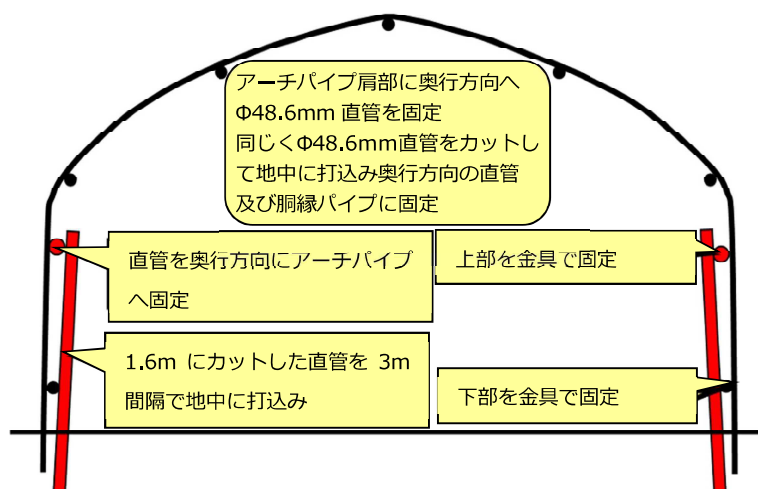 アーチパイプ肩部に奥行方向へ
Φ48.6mm 直管を固定
同じくΦ48.6mm直管をカットし
て地中に打込み奥行方向の直管
及び胴縁パイプに固定
直管を奥行方向にアーチパイプ
へ固定
上部を金具で固定
1.6m にカットした直管を 3m
間隔で地中に打込み
下部を金具で固定